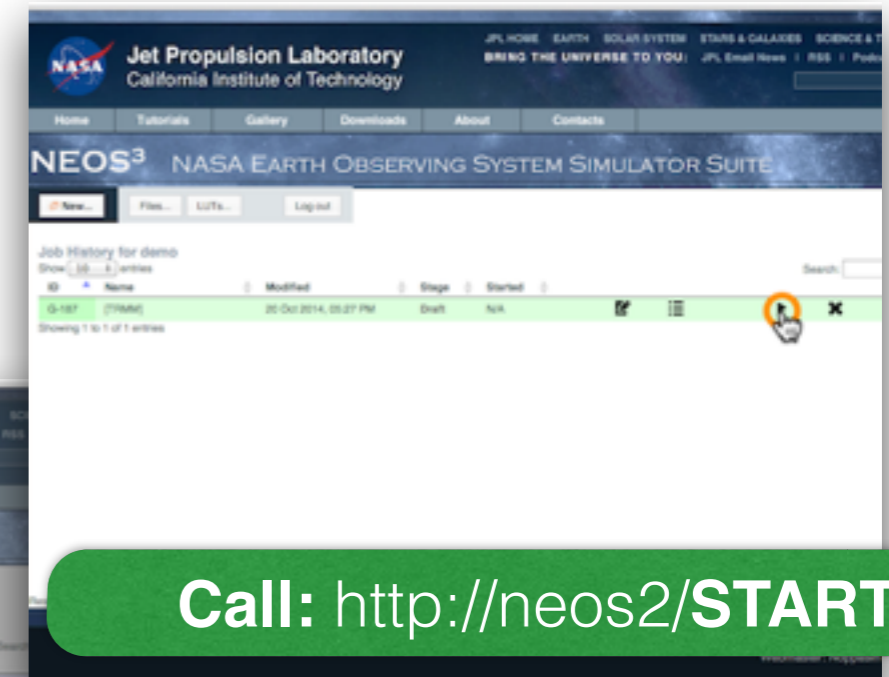 JPL HOME EARTH SOLAR SYSTEM STARS & GALAXIES SCIENCE & T
BRING THE UNIVERSE TO YOU: JPL Email News | RSS |
NASA
Jet Propulsion Laboratory
California Institute of Technology
Home Tutorials Gallery Downloads About Contacts
NEOS³ NASA EARTH OBSERVING SYSTEM SIMULATOR SUITE
New... Files... LUTs... Log out
Job History for demo
Show 10 entries Search:
ID Name Modified Stage Started
G-187 [TRMM] 20 Oct 2014, 05:27 PM Draft N/A
Showing 1 to 1 of 1 entries
Call: http://neos2/START